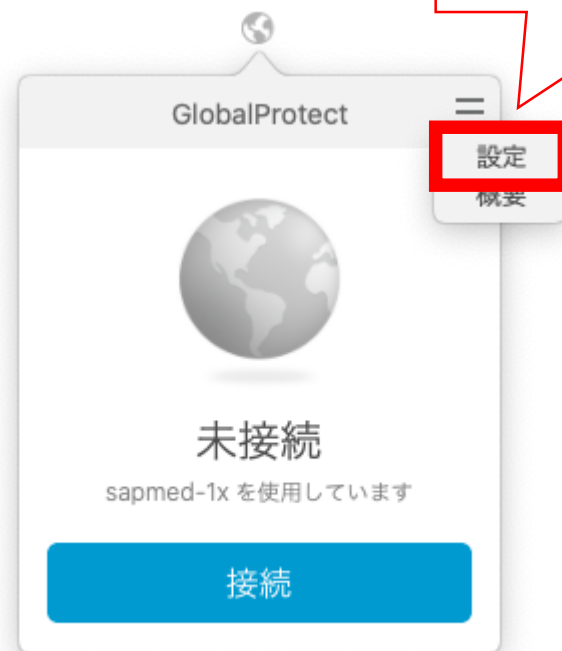 GlobalProtect
設定
概要
未接続
sapmed-1x を使用しています
接続